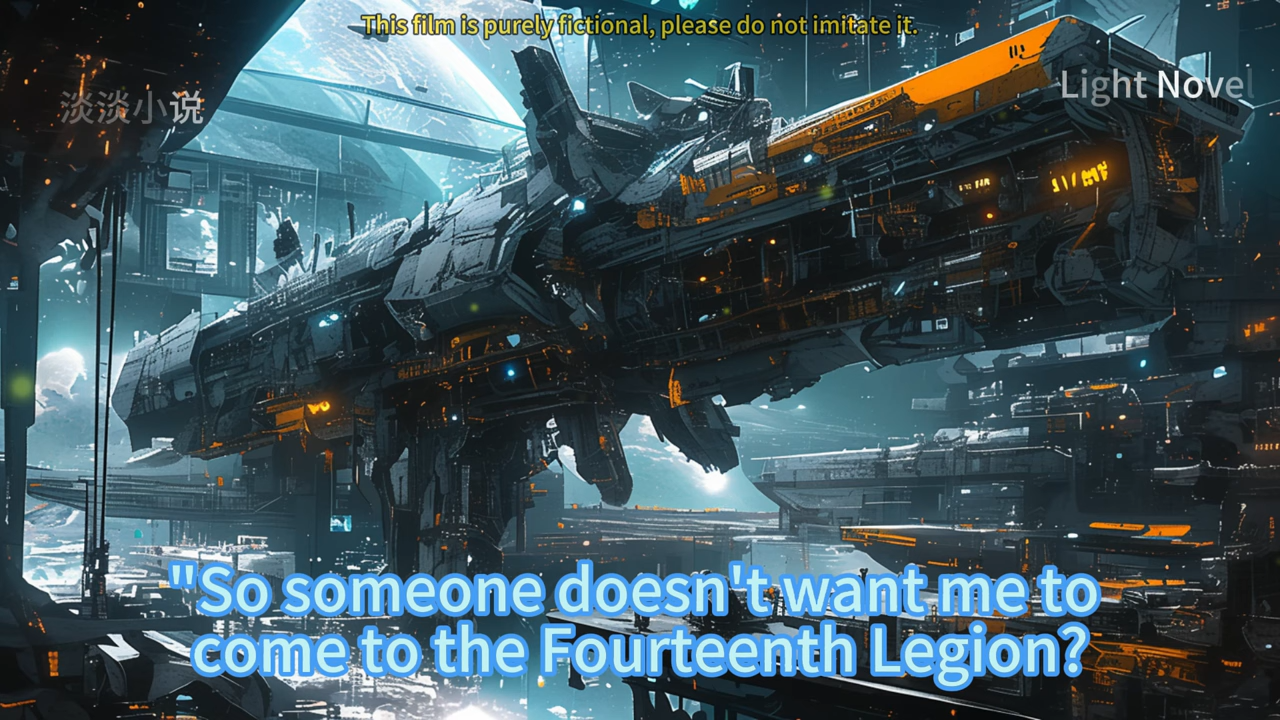 This film is purely fictional, please do not imitate it.
淡淡小说
Light Novel
"So someone doesn't want me to
come to the Fourteenth Legion?